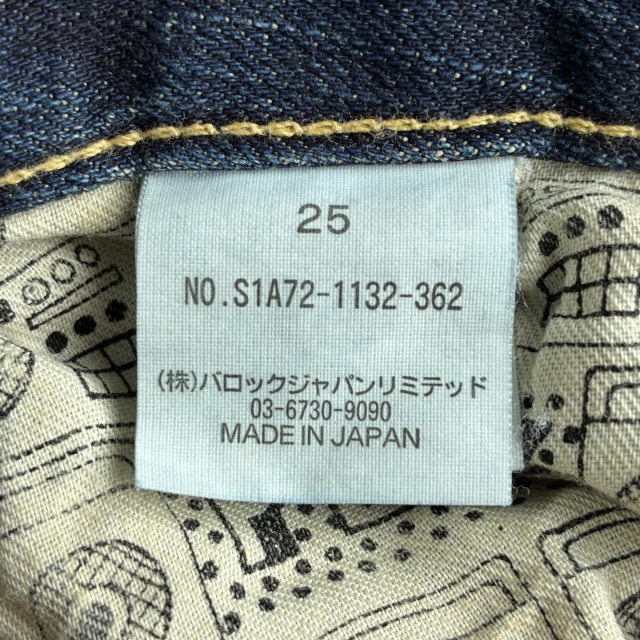 25
NO.S1A72-1132-362
(株)バロックジャパンリミテッド
03-6730-9090
MADE IN JAPAN